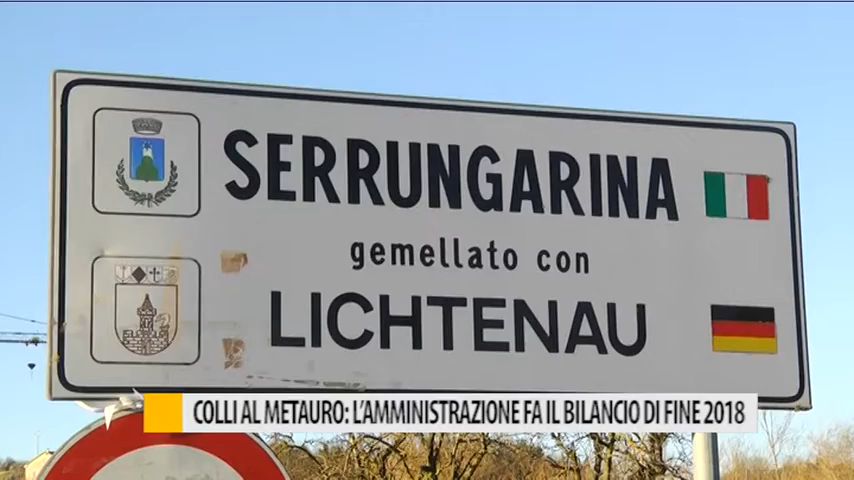 SERRUNGARINA
gemellato con
LICHTENAU
COLLI AL METAURO: L'AMMINISTRAZIONE FA IL BILANCIO DI FINE 2018